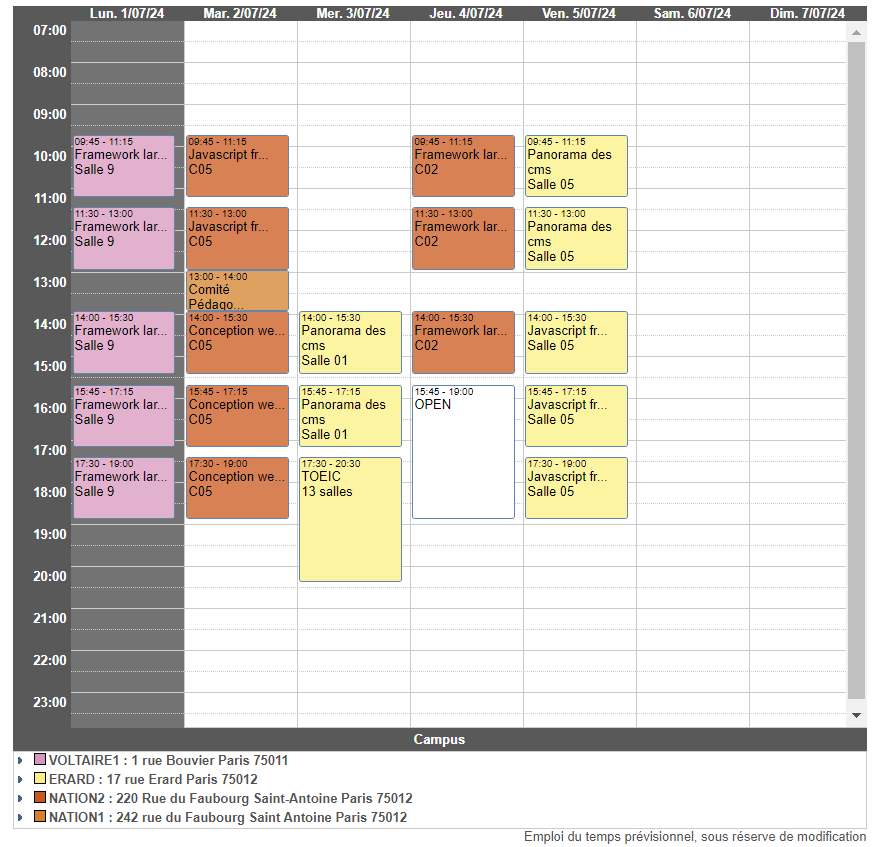 Lun. 1/07/24 Mar. 2/07/24 Mer. 3/07/24 Jeu. 4/07/24 Ven. 5/07/24 Sam. 6/07/24 Dim. 7/07/24
07:00
08:00
09:00
10:00
11:00
12:00
13:00
14:00
15:00
16:00
17:00
18:00
19:00
20:00
21:00
22:00
23:00
09:45 - 11:15
Framework lar...
Salle 9
11:30 - 13:00
Framework lar...
Salle 9
14:00 - 15:30
Framework lar...
Salle 9
15:45 - 17:15
Framework lar...
Salle 9
17:30 - 19:00
Framework lar...
Salle 9
09:45 - 11:15
Javascript fr...
C05
11:30 - 13:00
Javascript fr...
C05
13:00 - 14:00
Comité
Pédago...
14:00 - 15:30
Conception we...
C05
15:45 - 17:15
Conception we...
C05
17:30 - 19:00
Conception we...
C05
14:00 - 15:30
Panorama des
cms
Salle 01
15:45 - 17:15
Panorama des
cms
Salle 01
17:30 - 20:30
TOEIC
13 salles
09:45 - 11:15
Framework lar...
C02
11:30 - 13:00
Framework lar...
C02
14:00 - 15:30
Framework lar...
C02
15:45 - 19:00
OPEN
09:45 - 11:15
Panorama des
cms
Salle 05
11:30 - 13:00
Panorama des
cms
Salle 05
14:00 - 15:30
Javascript fr...
Salle 05
15:45 - 17:15
Javascript fr...
Salle 05
17:30 - 19:00
Javascript fr...
Salle 05
Campus
VOLTAIRE1 : 1 rue Bouvier Paris 75011
ERARD : 17 rue Erard Paris 75012
NATION2 : 220 Rue du Faubourg Saint-Antoine Paris 75012
NATION1 : 242 rue du Faubourg Saint Antoine Paris 75012
Emploi du temps prévisionnel, sous réserve de modification